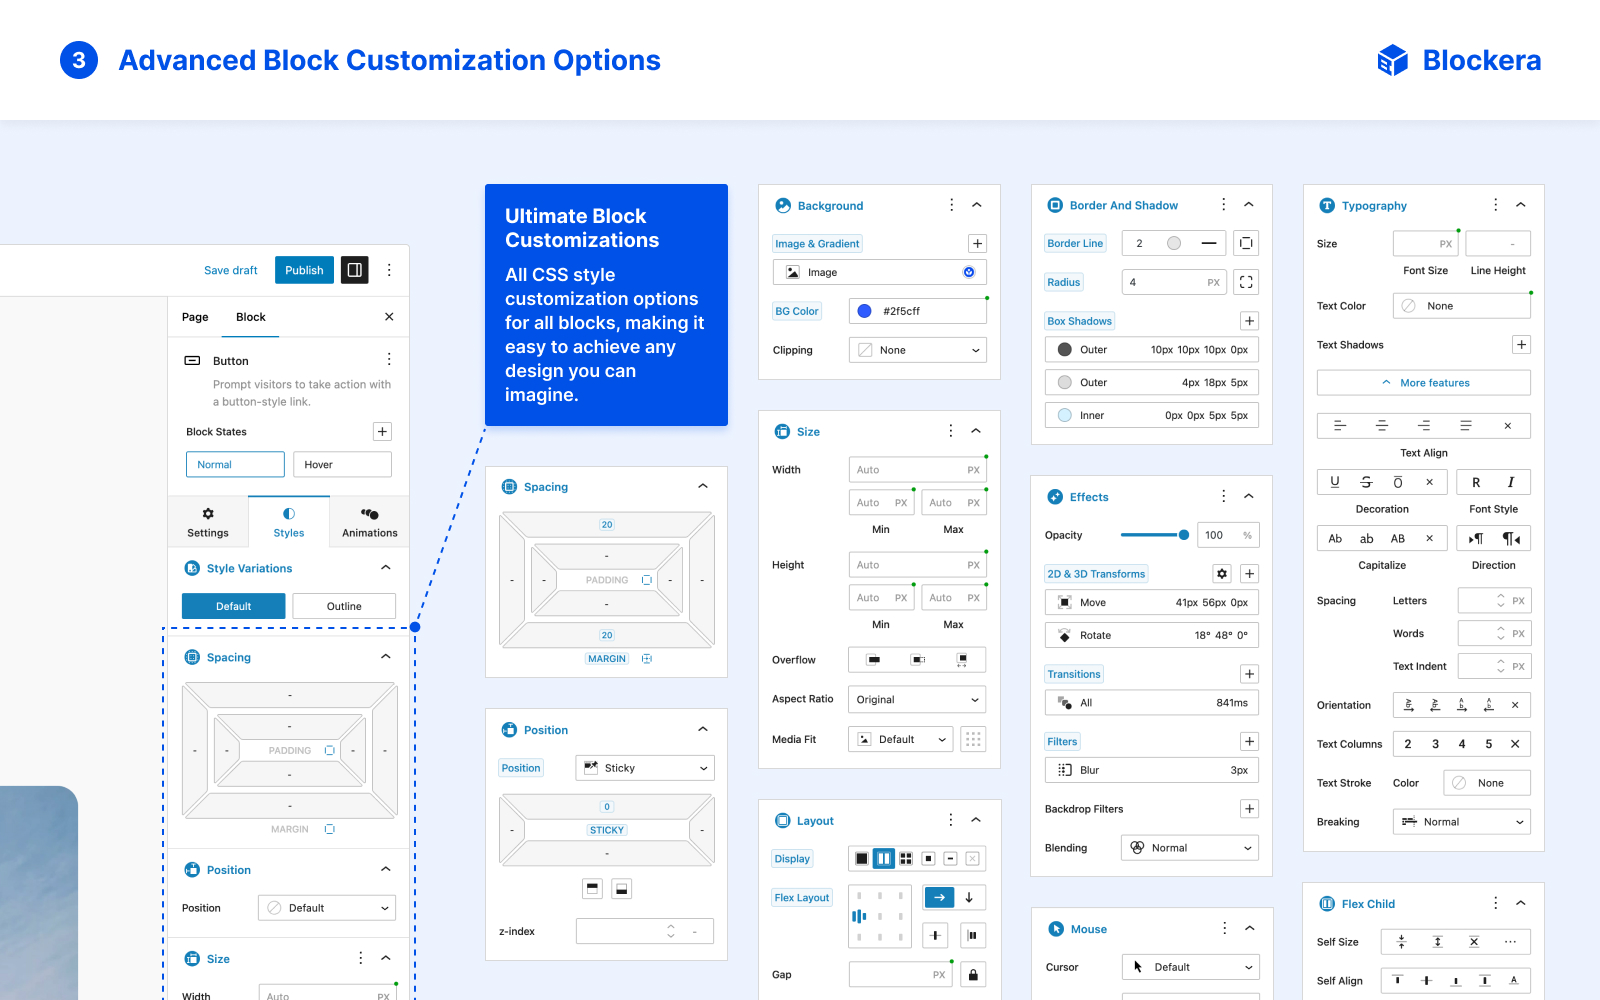 3 Advanced Block Customization Options
Blockera
Save draft
Publish
Page
Block
Button
Prompt visitors to take action with
a button-style link.
Block States
Normal
Hover
Settings
Styles
Animations
Style Variations
Default
Outline
Spacing
-
-
- - PADDING - -
-
-
MARGIN
Position
Position
Default
Size
Width
Auto PX
Ultimate Block
Customizations
All CSS style
customization options
for all blocks, making it
easy to achieve any
design you can
imagine.
Spacing
20
-
- - PADDING - -
-
20
MARGIN
Position
Position
Sticky
0
- STICKY -
-
z-index
-
Background
Image & Gradient
Image
BG Color
#2f5cff
Clipping
None
Size
Width
Auto PX
Auto PX
Auto PX
Min
Max
Height
Auto PX
Auto PX
Auto PX
Min
Max
Overflow
Aspect Ratio
Original
Media Fit
Default
Layout
Display
Flex Layout
Gap
PX
Border And Shadow
Border Line
2
Radius
4 PX
Box Shadows
Outer 10px 10px 10px 0px
Outer 4px 18px 5px
Inner 0px 0px 5px 5px
Effects
Opacity
100 %
2D & 3D Transforms
Move 41px 56px 0px
Rotate 18° 48° 0°
Transitions
All 841ms
Filters
Blur 3px
Backdrop Filters
Blending
Normal
Mouse
Cursor
Default
Typography
Size
PX
-
Font Size
Line Height
Text Color
None
Text Shadows
More features
Text Align
U S O
R I
Decoration
Font Style
Ab ab AB
¶ ¶
Capitalize
Direction
Spacing
Letters
PX
Words
PX
Text Indent
PX
Orientation
Text Columns
2 3 4 5
Text Stroke
Color
None
Breaking
Normal
Flex Child
Self Size
Self Align
A